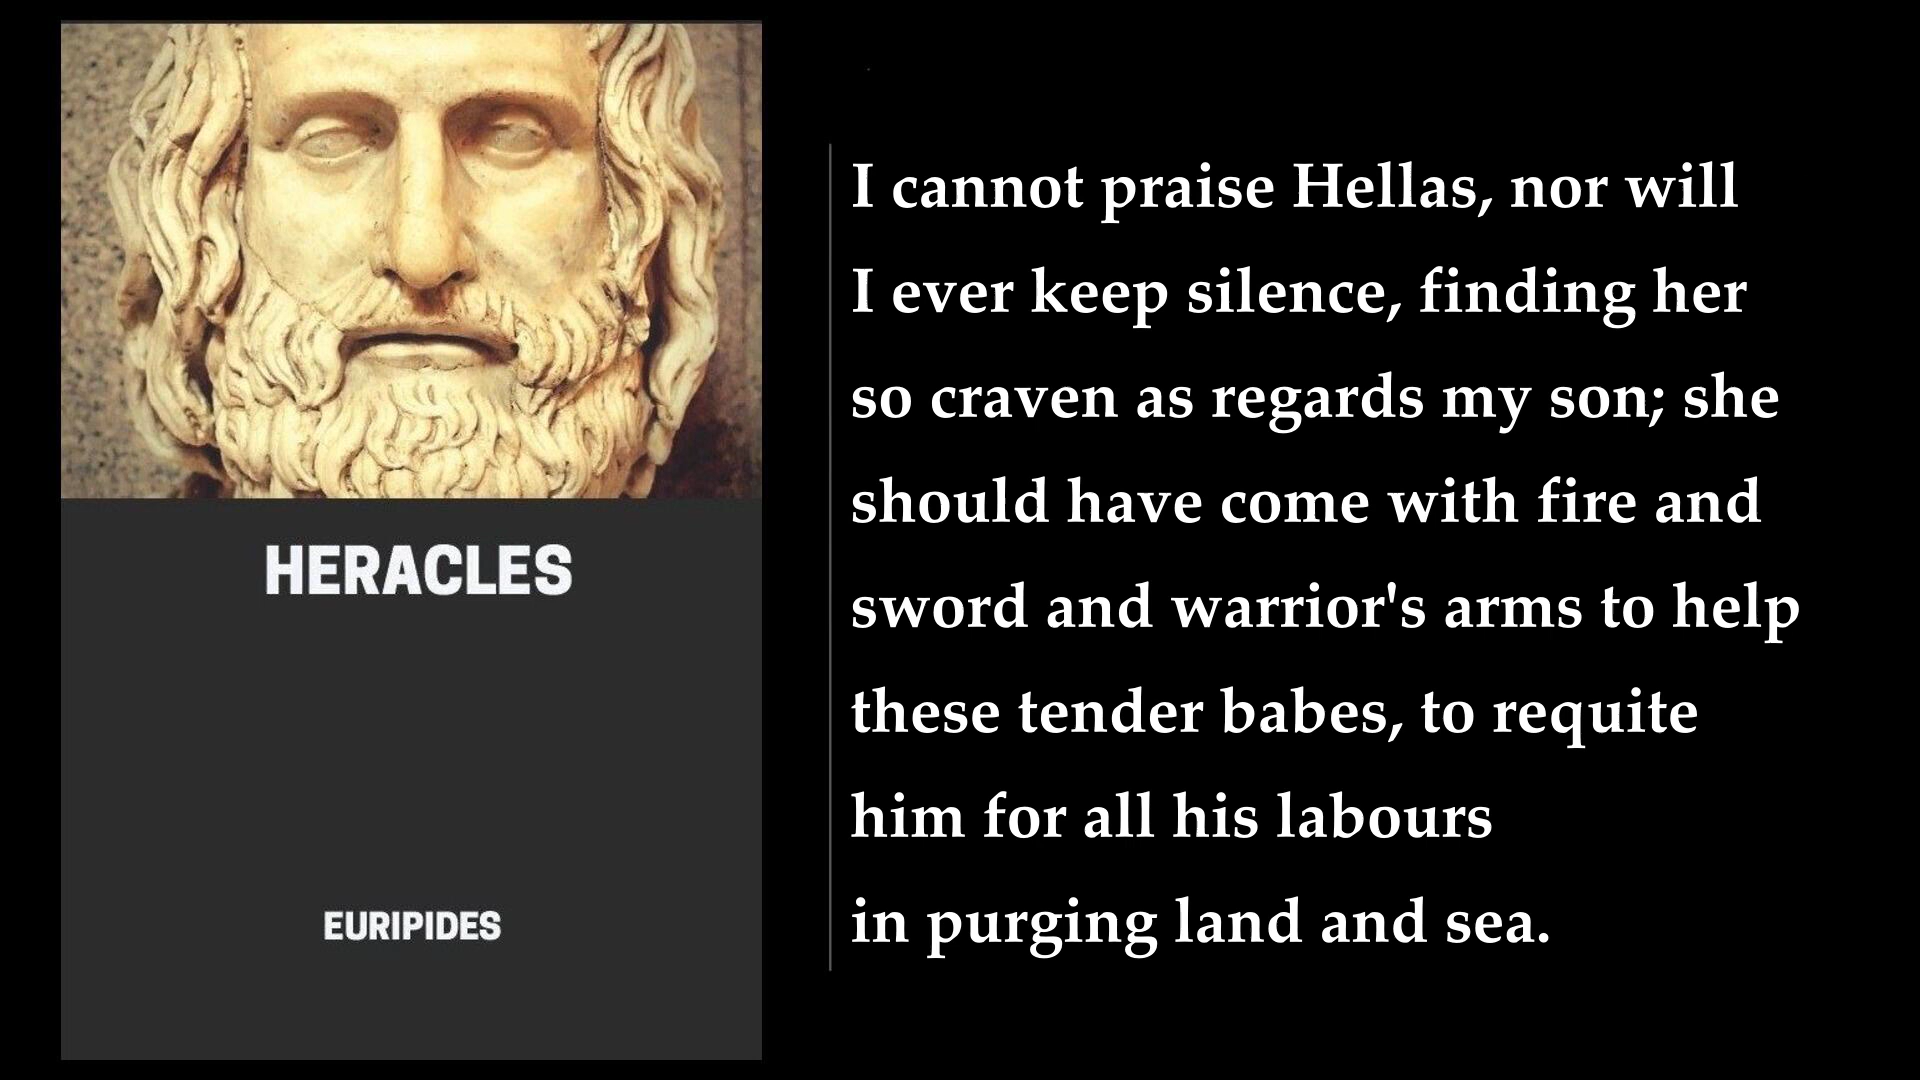 HERACLES
EURIPIDES
I cannot praise Hellas, nor will
I ever keep silence, finding her
so craven as regards my son; she
should have come with fire and
sword and warrior's arms to help
these tender babes, to requite
him for all his labours
in purging land and sea.